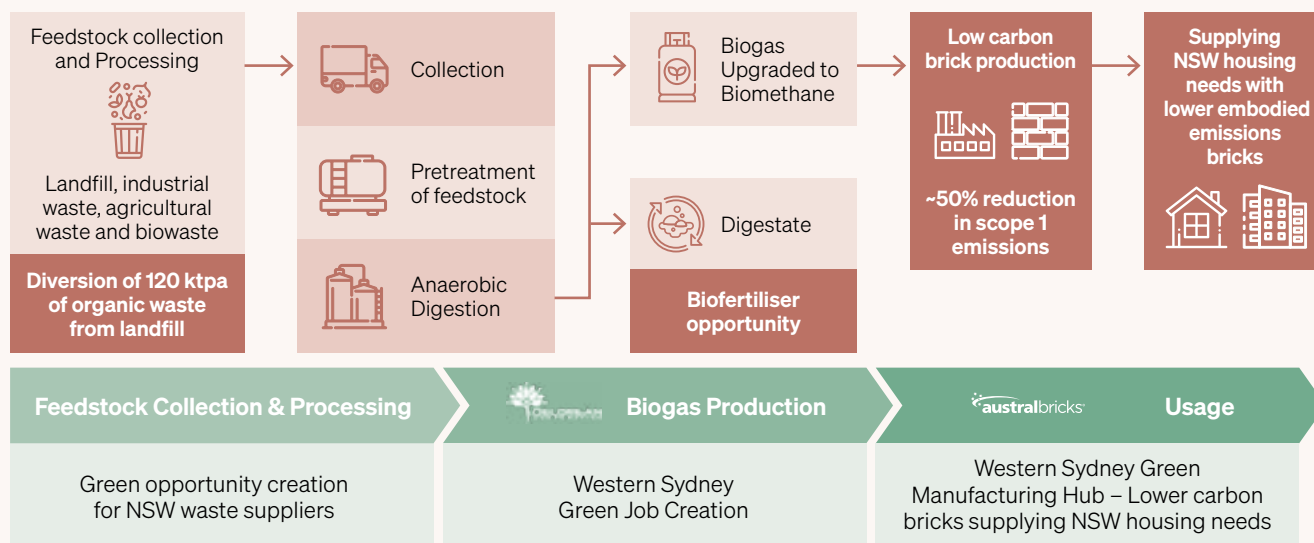 Feedstock collection
and Processing
Landfill, industrial
waste, agricultural
waste and biowaste
Diversion of 120 ktpa
of organic waste
from landfill
Collection
Pretreatment
of feedstock
Anaerobic
Digestion
Biogas
Upgraded to
Biomethane
Digestate
Biofertiliser
opportunity
Low carbon
brick production
~50% reduction
in scope 1
emissions
Supplying
NSW housing
needs with
lower embodied
emissions
bricks
Feedstock Collection & Processing
Biogas Production
australbricks
Usage
Green opportunity creation
for NSW waste suppliers
Western Sydney
Green Job Creation
Western Sydney Green
Manufacturing Hub – Lower carbon
bricks supplying NSW housing needs